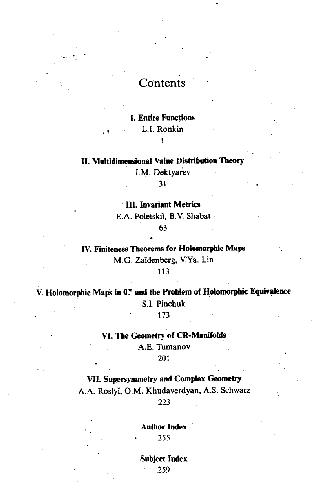 Contents
I. Entire Functions
L.I. Ronkin
1
II. Multidimensional Value Distribution Theory
I.M. Dektyarev
31
III. Invariant Metrics
E.A. Poletskiĭ, B.V. Shabat
63
IV. Finiteness Theorems for Holomorphic Maps
M.G. Zaĭdenberg, V.Ya. Lin
113
V. Holomorphic Maps in ℂⁿ and the Problem of Holomorphic Equivalence
S.I. Pinchuk
173
VI. The Geometry of CR-Manifolds
A.E. Tumanov
201
VII. Supersymmetry and Complex Geometry
A.A. Roslyĭ, O.M. Khudaverdyan, A.S. Schwarz
223
Author Index
255
Subject Index
259